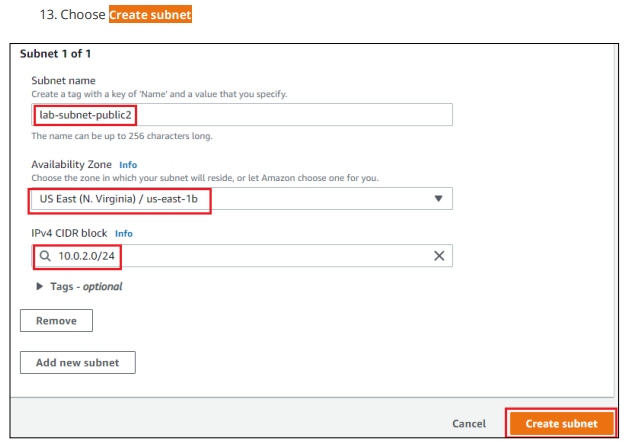 13. Choose Create subnet
Subnet 1 of 1
Subnet name
Create a tag with a key of 'Name' and a value that you specify.
lab-subnet-public2
The name can be up to 256 characters long.
Availability Zone Info
Choose the zone in which your subnet will reside, or let Amazon choose one for you.
US East (N. Virginia) / us-east-1b
IPv4 CIDR block Info
10.0.2.0/24
Tags - optional
Remove
Add new subnet
Cancel Create subnet